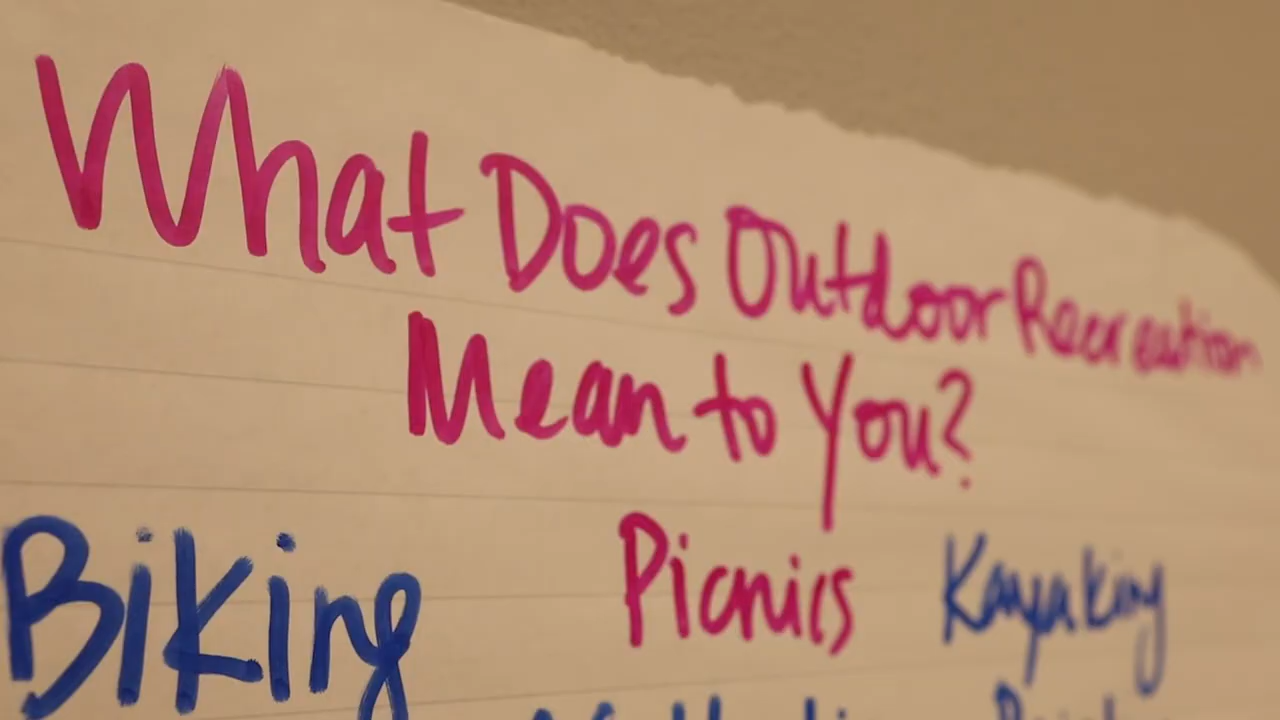 What Does Outdoor Recreation
Mean to You?
Biking Picnics Kayaking